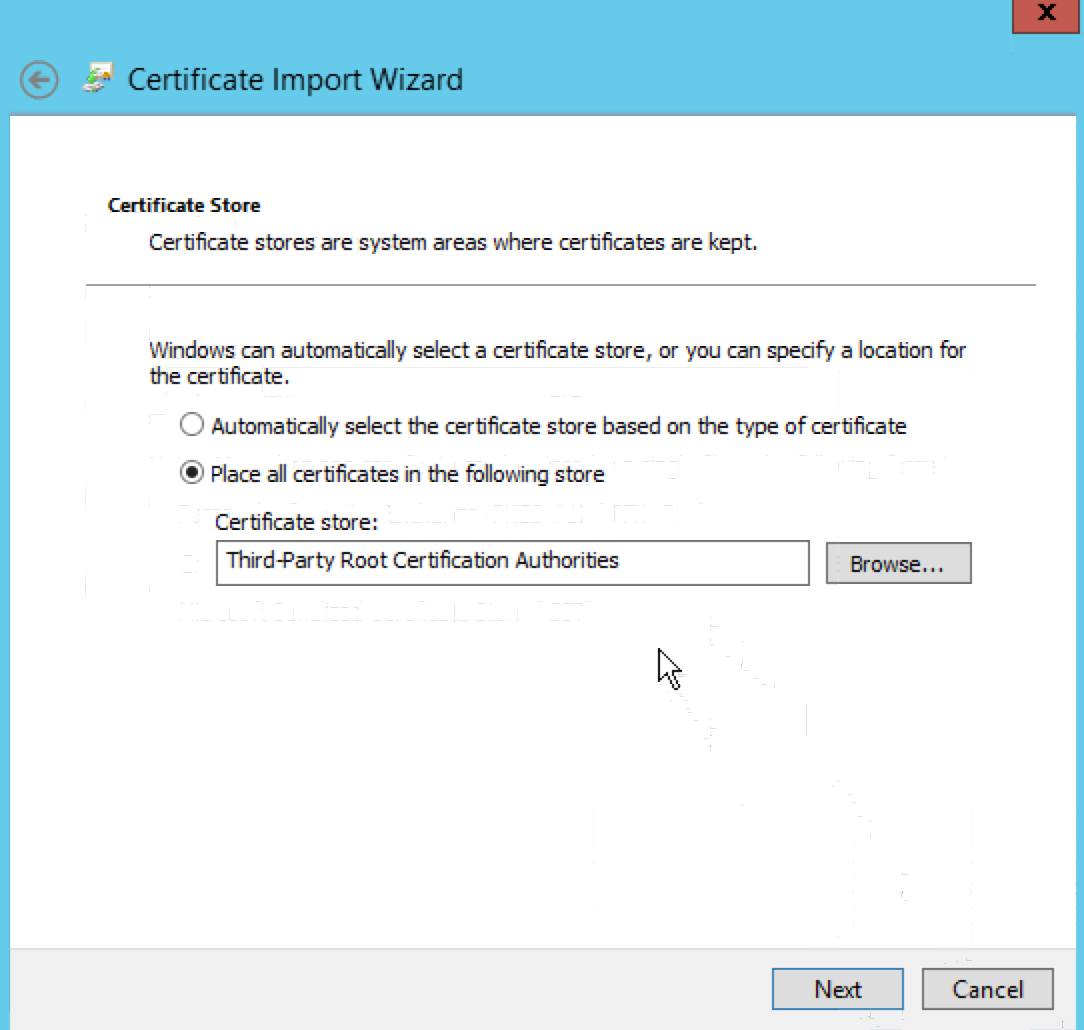 x
Certificate Import Wizard
Certificate Store
Certificate stores are system areas where certificates are kept.
Windows can automatically select a certificate store, or you can specify a location for
the certificate.
Automatically select the certificate store based on the type of certificate
Place all certificates in the following store
Certificate store:
Third-Party Root Certification Authorities
Browse...
Next
Cancel